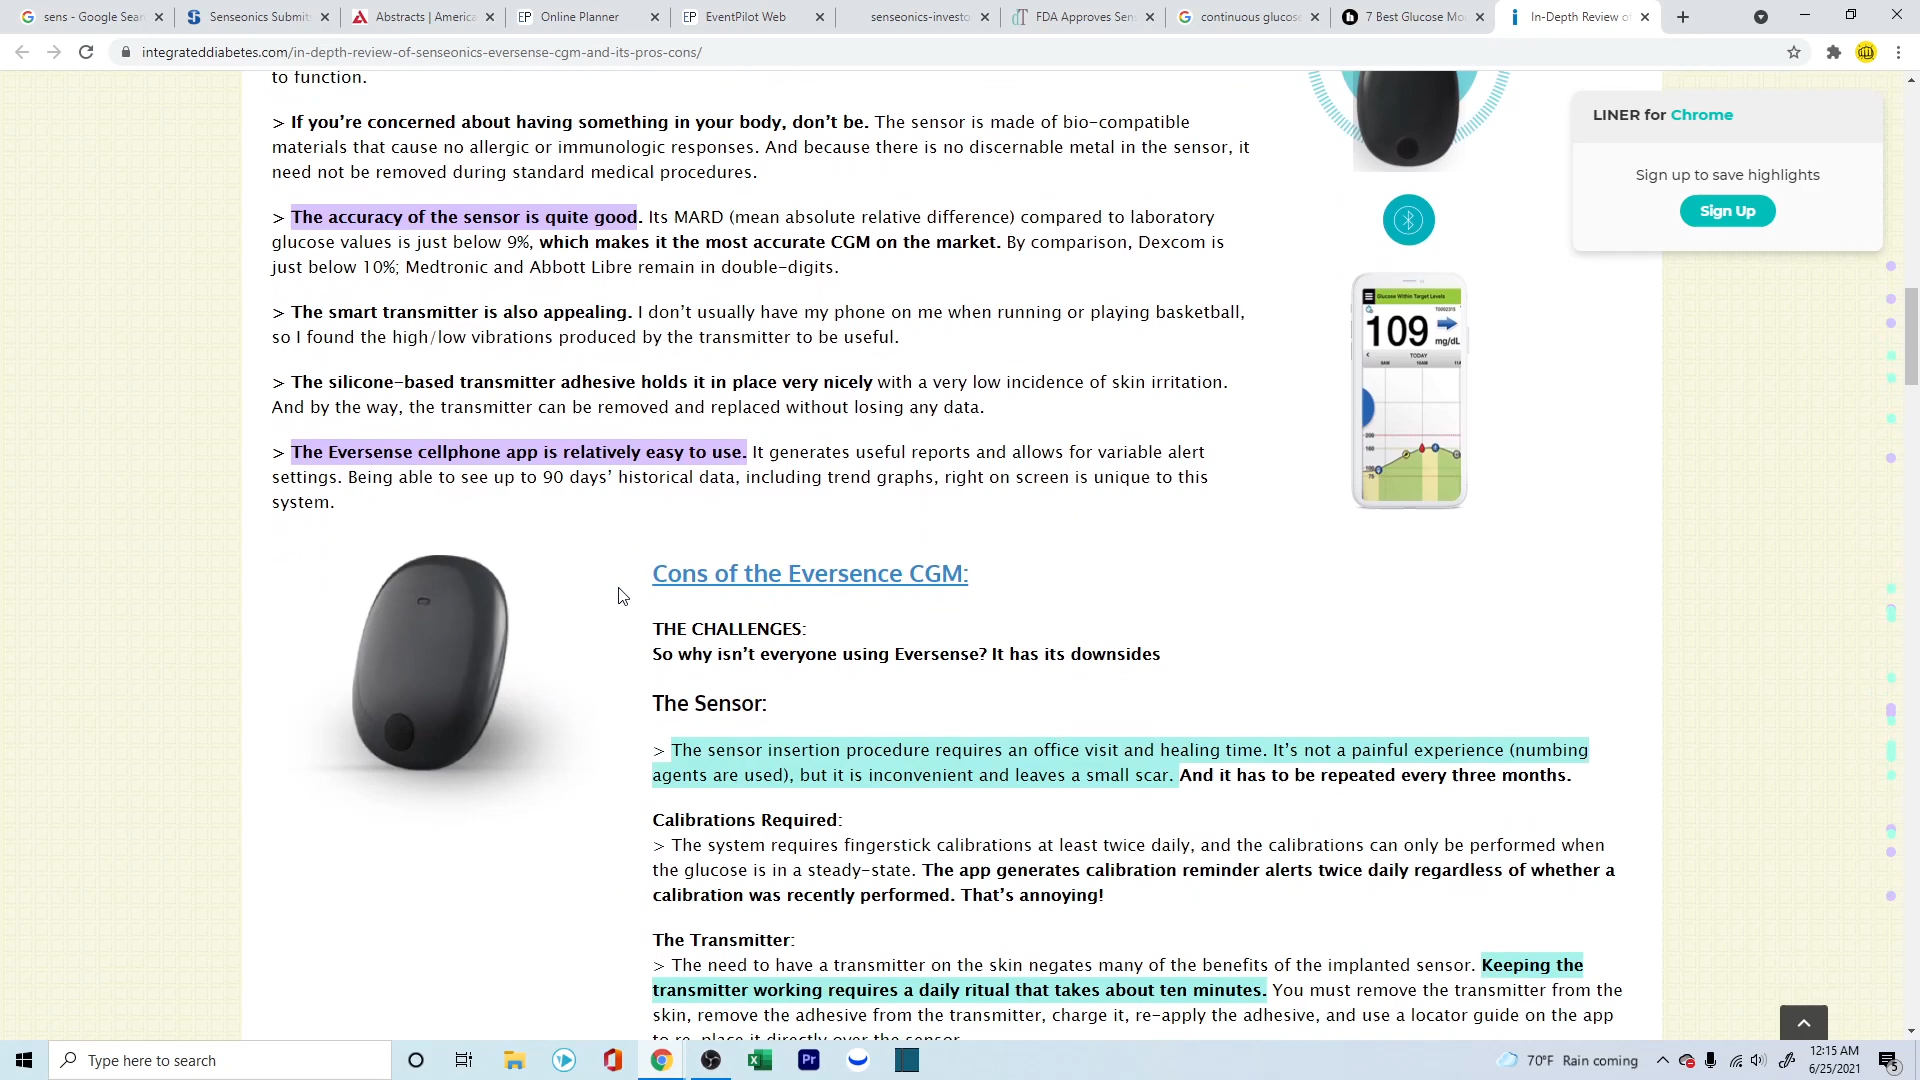 sens - Google Sear
Senseonics Submit
Abstracts | America
Online Planner
EventPilot Web
senseonics-investo
FDA Approves Sen
continuous glucose
7 Best Glucose Mo
In-Depth Review of
integrateddiabetes.com/in-depth-review-of-senseonics-eversense-cgm-and-its-pros-cons/
to function.
> If you’re concerned about having something in your body, don’t be. The sensor is made of bio-compatible
materials that cause no allergic or immunologic responses. And because there is no discernable metal in the sensor, it
need not be removed during standard medical procedures.
> The accuracy of the sensor is quite good. Its MARD (mean absolute relative difference) compared to laboratory
glucose values is just below 9%, which makes it the most accurate CGM on the market. By comparison, Dexcom is
just below 10%; Medtronic and Abbott Libre remain in double-digits.
> The smart transmitter is also appealing. I don’t usually have my phone on me when running or playing basketball,
so I found the high/low vibrations produced by the transmitter to be useful.
> The silicone-based transmitter adhesive holds it in place very nicely with a very low incidence of skin irritation.
And by the way, the transmitter can be removed and replaced without losing any data.
> The Eversense cellphone app is relatively easy to use. It generates useful reports and allows for variable alert
settings. Being able to see up to 90 days’ historical data, including trend graphs, right on screen is unique to this
system.
LINER for Chrome
Sign up to save highlights
Sign Up
Glucose Within Target Levels
109
mg/dL
TODAY
Cons of the Eversence CGM:
THE CHALLENGES:
So why isn’t everyone using Eversense? It has its downsides
The Sensor:
> The sensor insertion procedure requires an office visit and healing time. It’s not a painful experience (numbing
agents are used), but it is inconvenient and leaves a small scar. And it has to be repeated every three months.
Calibrations Required:
> The system requires fingerstick calibrations at least twice daily, and the calibrations can only be performed when
the glucose is in a steady-state. The app generates calibration reminder alerts twice daily regardless of whether a
calibration was recently performed. That’s annoying!
The Transmitter:
> The need to have a transmitter on the skin negates many of the benefits of the implanted sensor. Keeping the
transmitter working requires a daily ritual that takes about ten minutes. You must remove the transmitter from the
skin, remove the adhesive from the transmitter, charge it, re-apply the adhesive, and use a locator guide on the app
to re-place it directly over the sensor.
Type here to search
70°F Rain coming
12:15 AM
6/25/2021